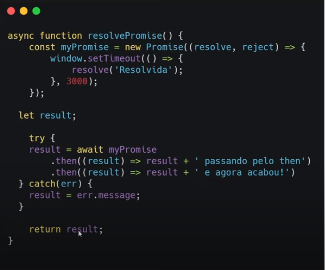 async function resolvePromise() {
const myPromise = new Promise((resolve, reject) => {
window.setTimeout(() => {
resolve('Resolvida');
}, 3000);
});
let result;
try {
result = await myPromise
.then((result) => result + ' passando pelo then')
.then((result) => result + ' e agora acabou!')
} catch(err) {
result = err.message;
}
return result;
}